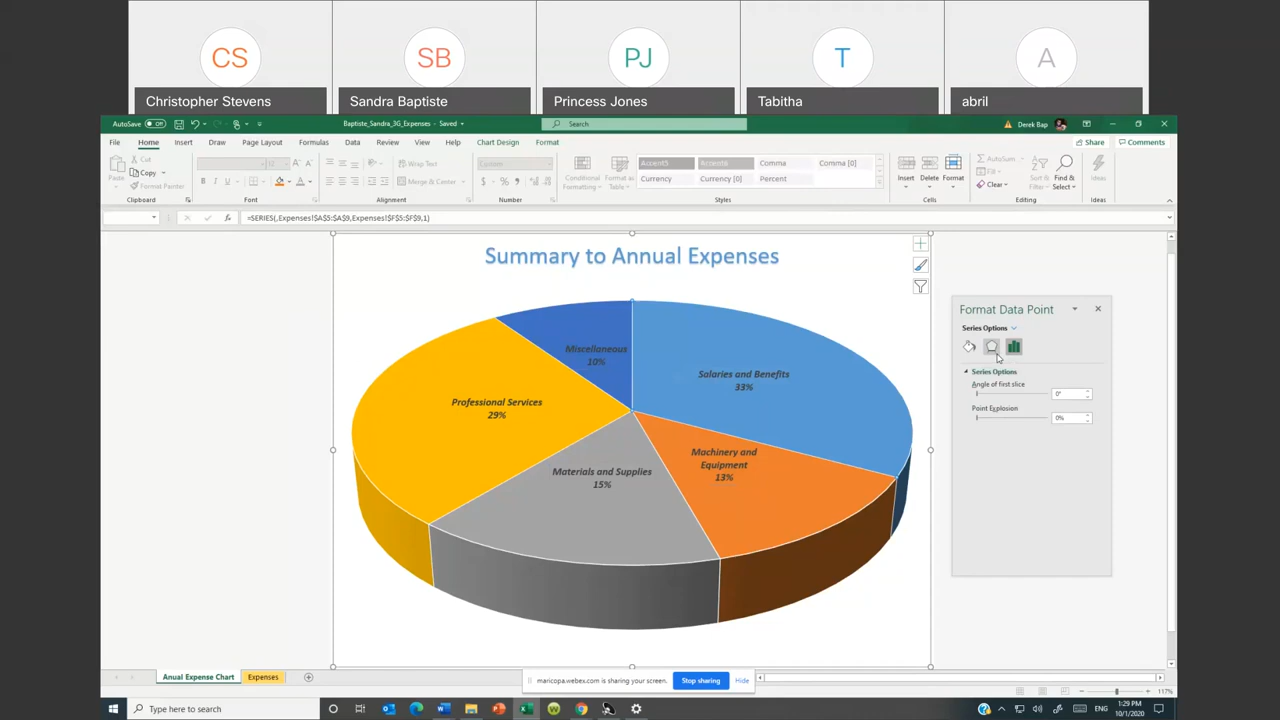 CS
SB
PJ
T
A
Christopher Stevens
Sandra Baptiste
Princess Jones
Tabitha
abril
AutoSave Off
Baptiste_Sandra_3G_Expenses - Saved
Search
Derek Bap
File Home Insert Draw Page Layout Formulas Data Review View Help Chart Design Format
Share Comments
Paste
Cut
Copy
Format Painter
Wrap Text
Merge & Center
Custom
Conditional Formatting
Format as Table
Accent5 Accent6 Comma Comma [0]
Currency Currency [0] Percent
Insert Delete Format
AutoSum
Fill
Clear
Sort & Filter
Find & Select
Ideas
Clipboard Font Alignment Number Styles Cells Editing Ideas
=SERIES(,Expenses!$A$5:$A$9,Expenses!$F$5:$F$9,1)
Summary to Annual Expenses
Miscellaneous
10%
Salaries and Benefits
33%
Professional Services
29%
Machinery and
Equipment
13%
Materials and Supplies
15%
Format Data Point
Series Options
Series Options
Angle of first slice
0°
Point Explosion
0%
Anual Expense Chart Expenses
maricopa.webex.com is sharing your screen. Stop sharing Hide
117%
Type here to search
ENG
1:29 PM
10/1/2020